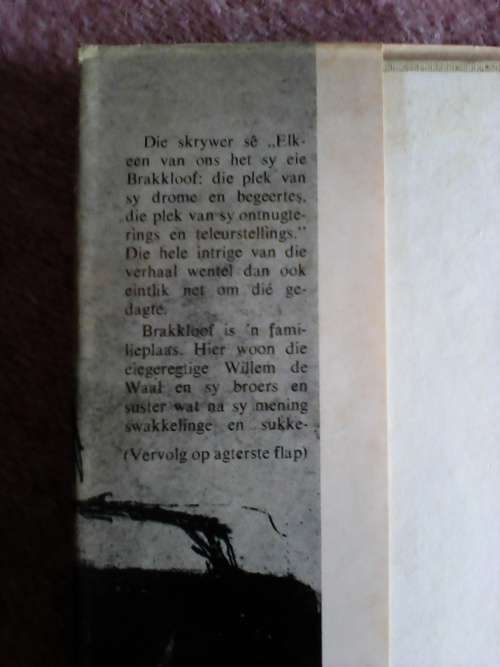 Die skrywer sê „Elk-
een van ons het sy eie
Brakkloof: die plek van
sy drome en begeertes,
die plek van sy ontnugte-
rings en teleurstellings.”
Die hele intrige van die
verhaal wentel dan ook
eintlik net om dié ge-
dagte.
Brakkloof is 'n fami-
lieplaas. Hier woon die
eiegeregtige Willem de
Waal en sy broers en
suster wat na sy mening
swakkelinge en sukke-
(Vervolg op agterste flap)